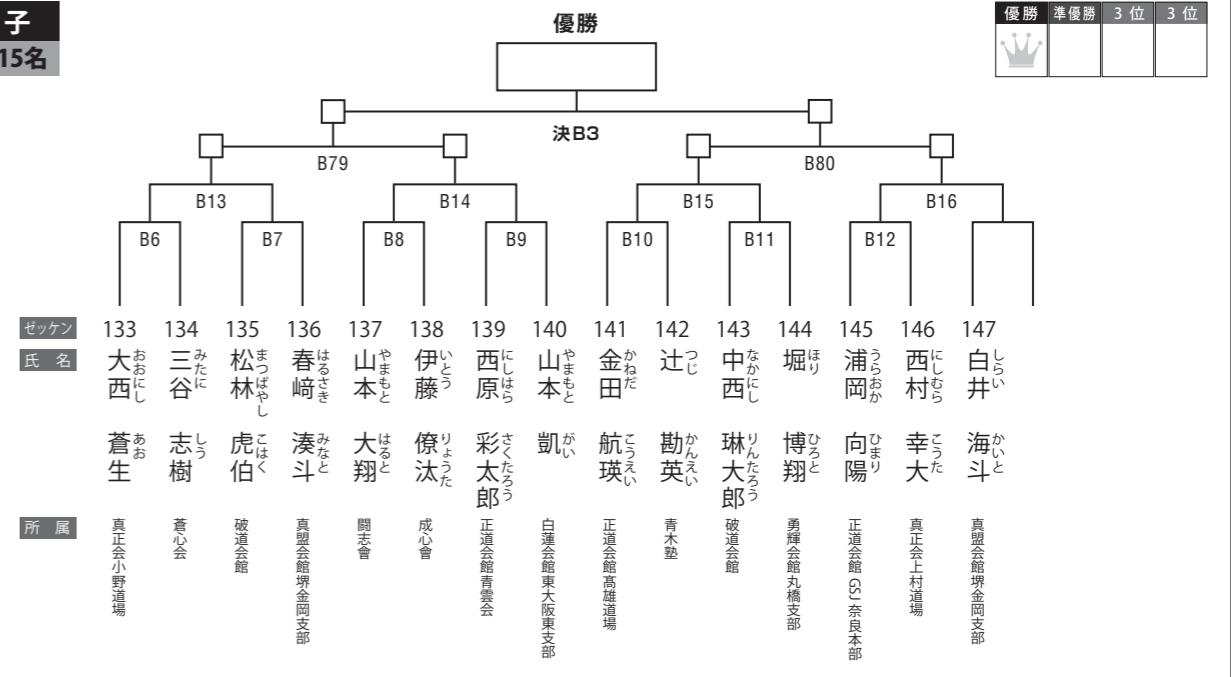 子
15名
優勝
優勝 準優勝 3位 3位
決B3
B79 B80
B13 B14 B15 B16
B6 B7 B8 B9 B10 B11 B12
ゼッケン 133 134 135 136 137 138 139 140 141 142 143 144 145 146 147
氏名
大西 蒼生 おおにし あお
三谷 志樹 みたに しう
松林 虎伯 まつばやし こはく
春﨑 湊斗 はるさき みなと
山本 大翔 やまもと はると
伊藤 僚汰 いとう りょうた
西原 彩太郎 にしはら さくたろう
山本 凱 やまもと がい
金田 航瑛 かねだ こうえい
辻 勘英 つじ かんえい
中西 琳大郎 なかにし りんたろう
堀 博翔 ほり ひろと
浦岡 向陽 うらおか ひまり
西村 幸大 にしむら こうた
白井 海斗 しらい かいと
所属
真正会小野道場
蒼心会
破道会館
真盟会館堺金岡支部
闘志會
成心會
正道会館青雲会
白蓮会館東大阪東支部
正道会館髙雄道場
青木塾
破道会館
勇輝会館丸橋支部
正道会館 GSJ 奈良本部
真正会上村道場
真盟会館堺金岡支部